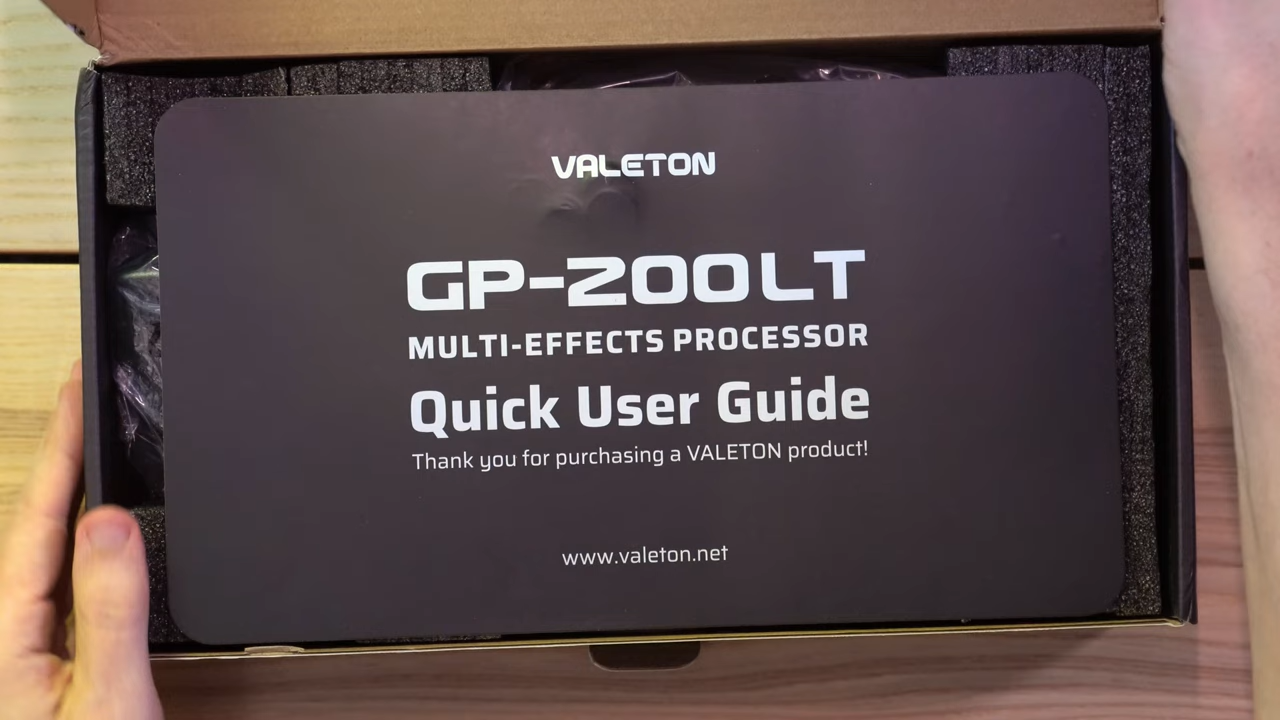 VALETON
GP-200LT
MULTI-EFFECTS PROCESSOR
Quick User Guide
Thank you for purchasing a VALETON product!
www.valeton.net